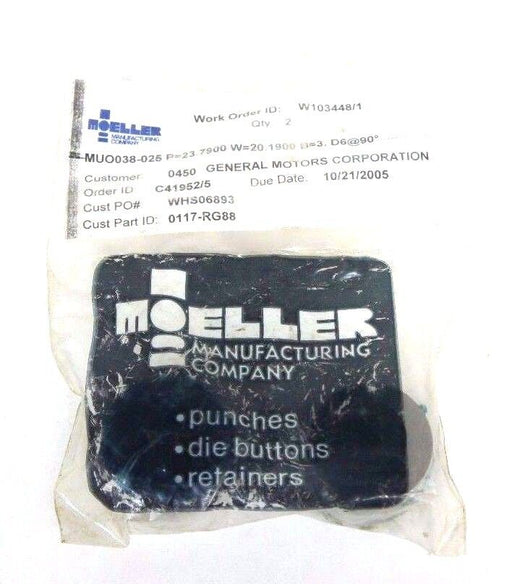 MOELLER
MANUFACTURING
COMPANY
Work Order ID: W103448/1
Qty 2
MUO038-025 P=23.7900 W=20.1900 B=3. D6@90°
Customer 0450 GENERAL MOTORS CORPORATION
Order ID C41952/5 Due Date: 10/21/2005
Cust PO# WHS06893
Cust Part ID: 0117-RG88
MOELLER
MANUFACTURING
COMPANY
• punches
• die buttons
• retainers